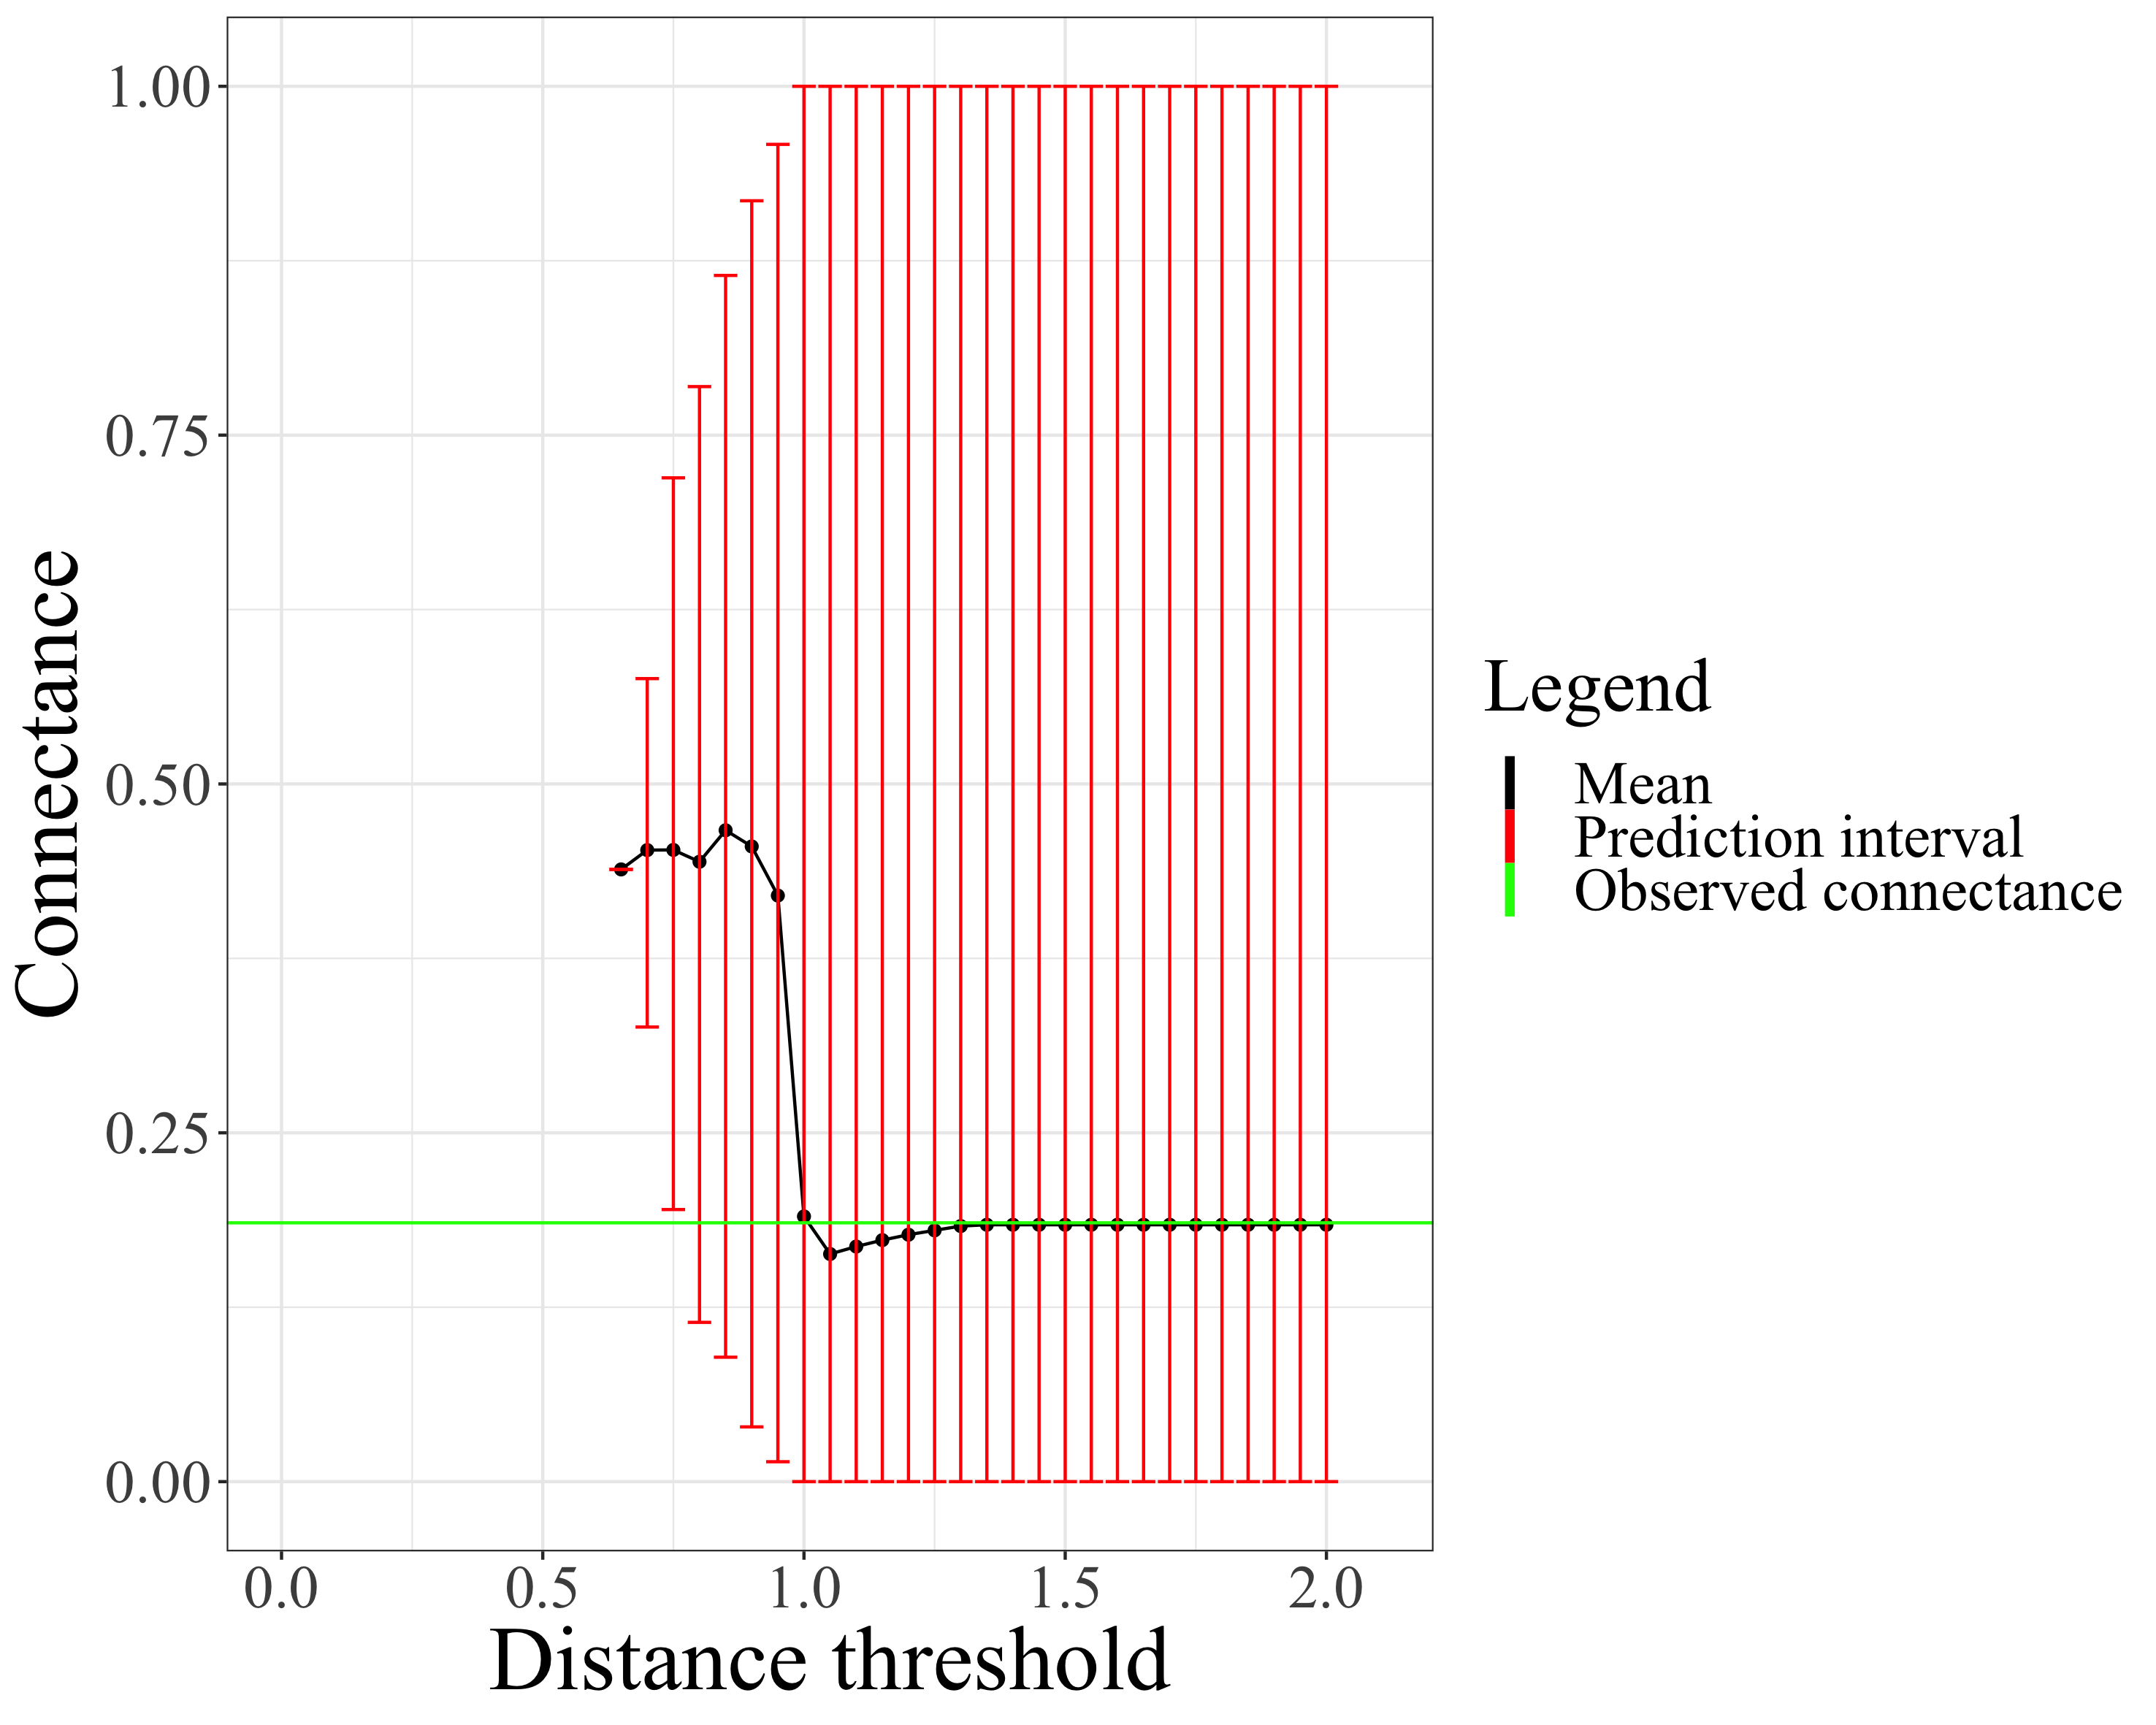 1.00
0.75
0.50
0.25
0.00
Connectance
0.0 0.5 1.0 1.5 2.0
Distance threshold
Legend
Mean
Prediction interval
Observed connectance